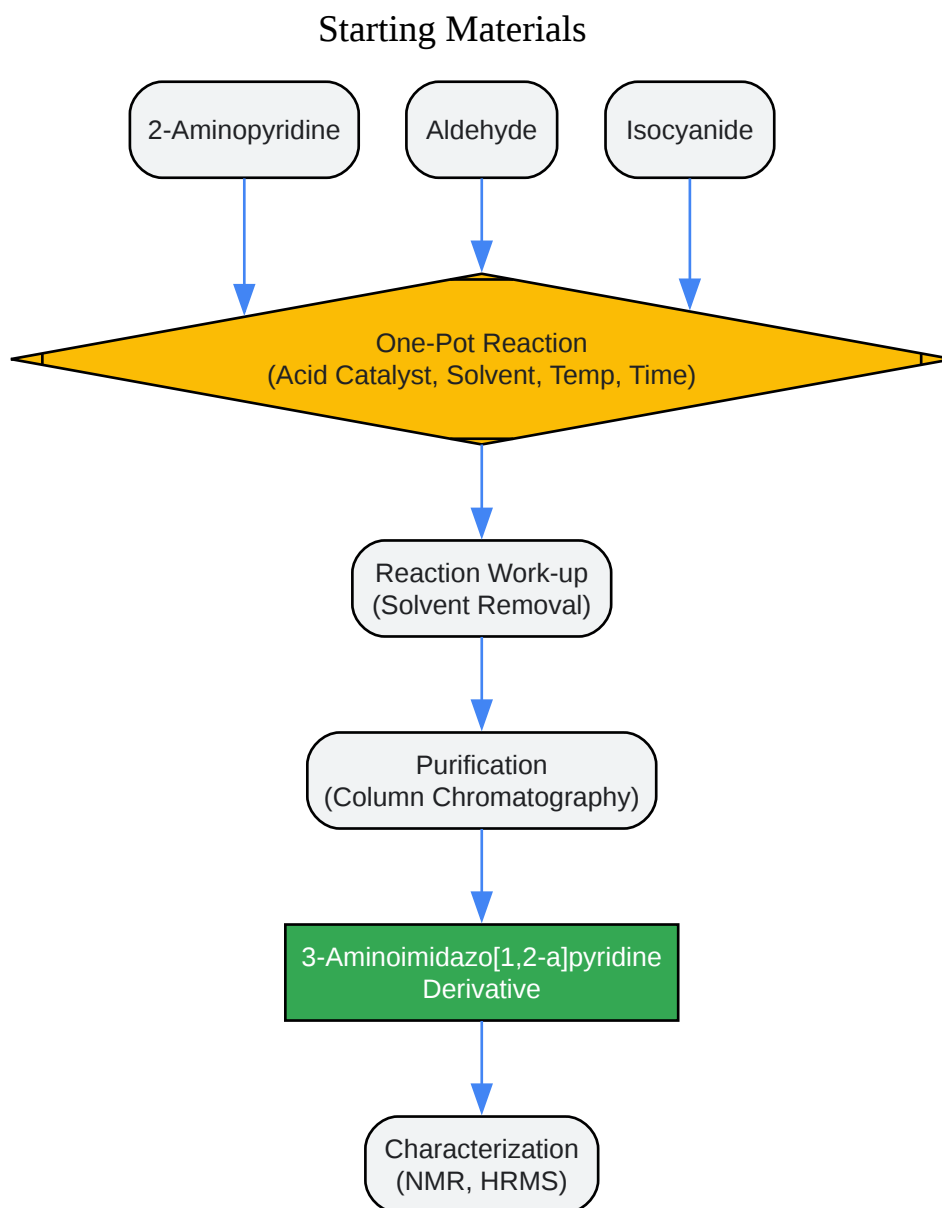 Starting Materials
2-Aminopyridine
Aldehyde
Isocyanide
One-Pot Reaction
(Acid Catalyst, Solvent, Temp, Time)
Reaction Work-up
(Solvent Removal)
Purification
(Column Chromatography)
3-Aminoimidazo[1,2-a]pyridine
Derivative
Characterization
(NMR, HRMS)